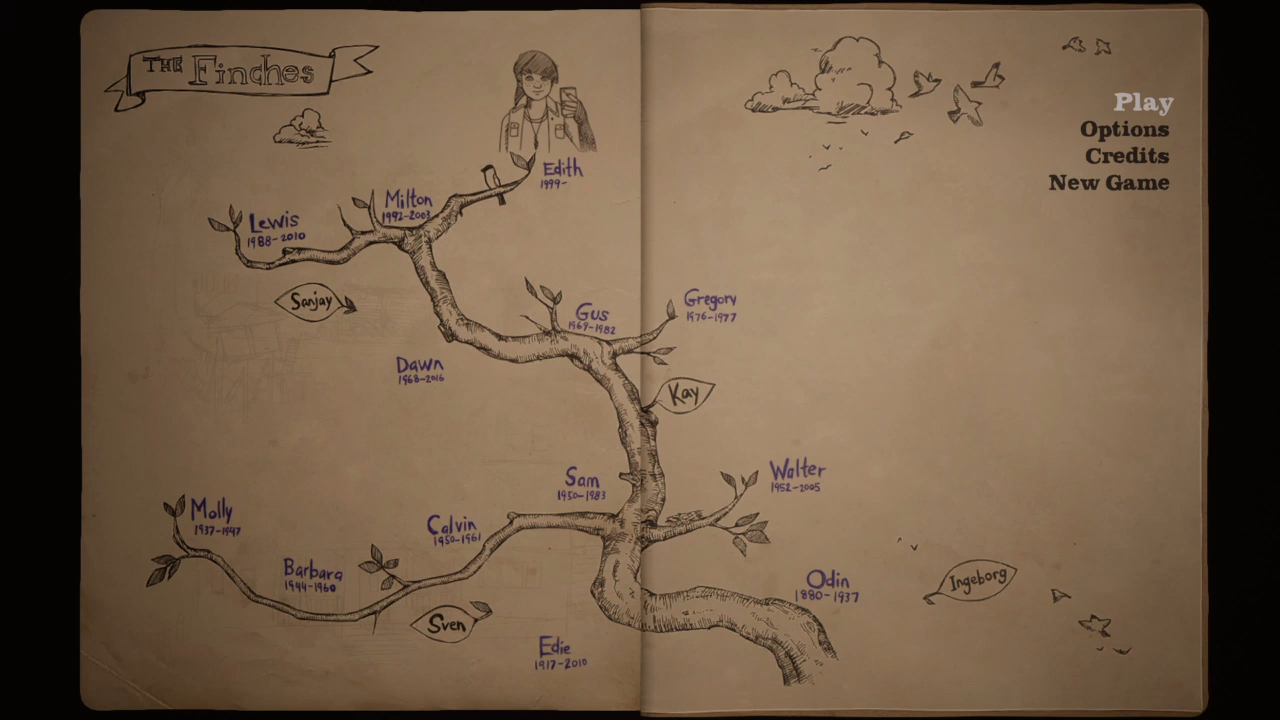 THE Finches
Play
Options
Credits
New Game
Edith
1999-
Milton
1992-2003
Lewis
1988-2010
Sanjay
Gus
1969-1982
Gregory
1976-1977
Dawn
1968-2016
Kay
Sam
1950-1983
Walter
1952-2005
Molly
1937-1947
Calvin
1950-1961
Barbara
1944-1960
Odin
1880-1937
Ingeborg
Sven
Edie
1917-2010